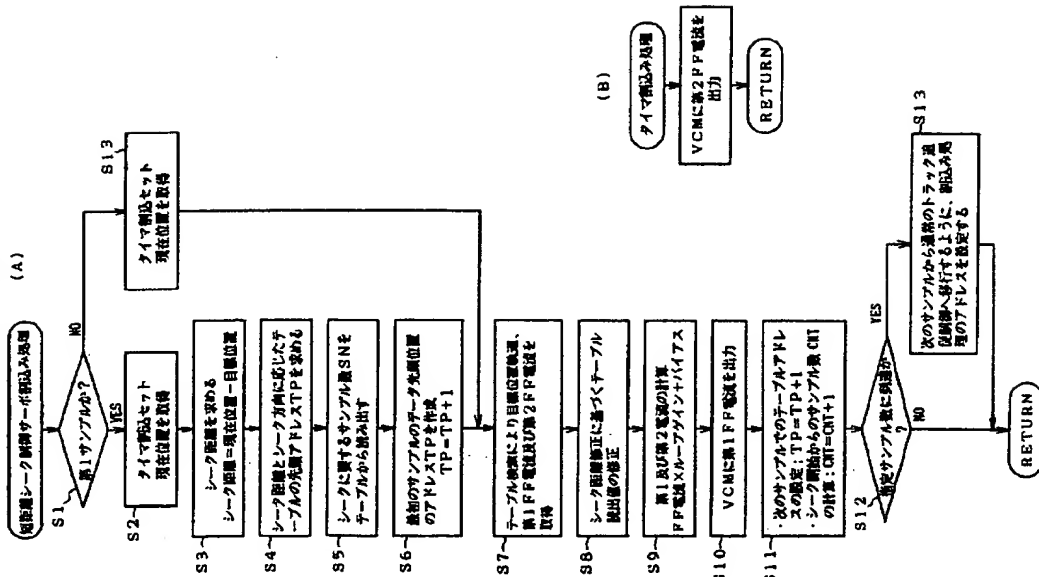 (A)
短距離シーク制御サーボ割込み処理
S1
第1サンプルか?
NO
YES
S2
タイマ割込セット
現在位置を取得
S13
タイマ割込セット
現在位置を取得
S3
シーク距離を求める
シーク距離=現在位置-目標位置
S4
シーク距離とシーク方向に応じたテ
ーブルの先頭アドレスTPを求める
S5
シークに要するサンプル数SNを
テーブルから読み出す
S6
最初のサンプルのデータ先頭位置
のアドレスTPを作成
TP=TP+1
S7
テーブル検索により目標位置軌道、
第1FF電流及び第2FF電流を
取得
S8
シーク距離修正に基づくテーブル
読出値の修正
S9
第1及び第2電流の計算
FF電流×ループゲイン+バイアス
S10
VCMに第1FF電流を出力
S11
・次のサンプルでのテーブルアドレ
スの設定:TP=TP+1
・シーク開始からのサンプル数CNT
の計算:CNT=CNT+1
S12
指定サンプル数に到達か
?
YES
NO
S13
次のサンプルから通常のトラック追
従制御へ移行するように、割込み処
理のアドレスを設定する
RETURN
(B)
タイマ割込み処理
VCMに第2FF電流を
出力
RETURN